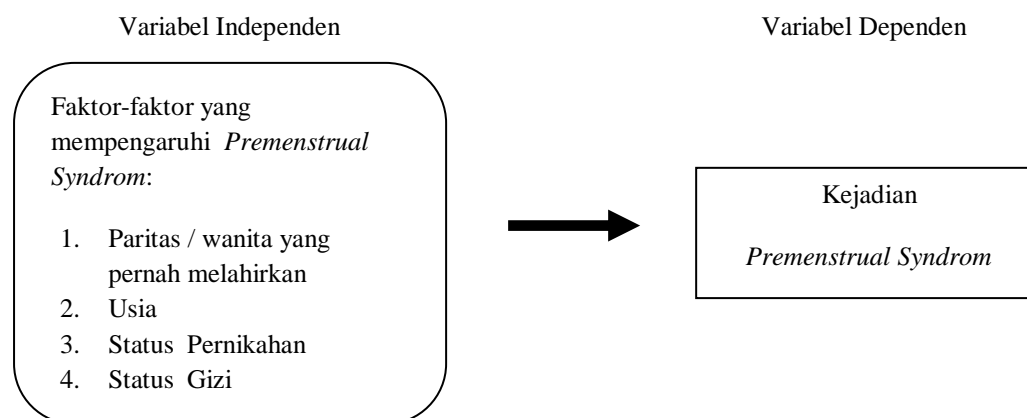 Variabel Independen
Variabel Dependen
Faktor-faktor yang
mempengaruhi Premenstrual
Syndrom:
1. Paritas / wanita yang
pernah melahirkan
2. Usia
3. Status Pernikahan
4. Status Gizi
Kejadian
Premenstrual Syndrom